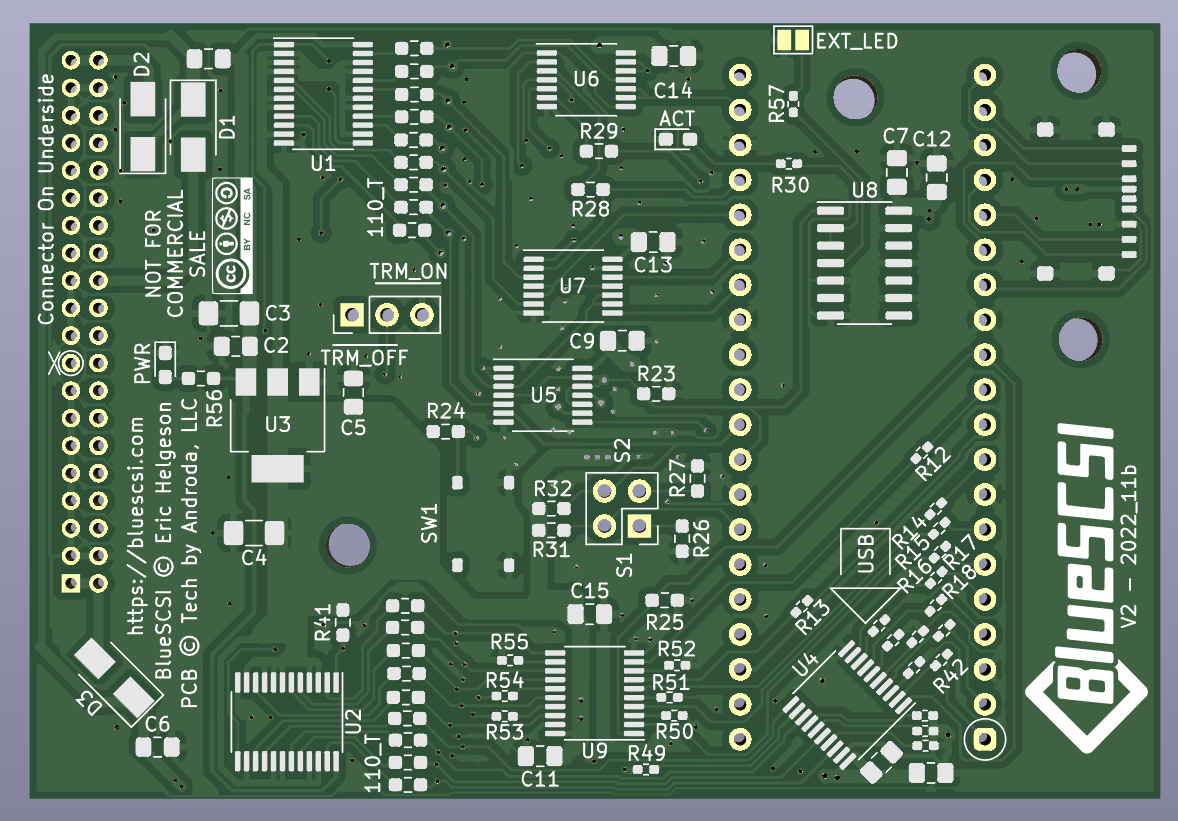 EXT_LED
D2
U1
U6
C14
R57
Connector On Underside
D1
R29
ACT
C7
C12
R30
U8
110_T
R28
NOT FOR
COMMERCIAL
SALE
cc
BY NC SA
TRM_ON
C13
U7
C3
C2
TRM_OFF
C9
PWR
R56
C5
U5
R23
U3
R24
S2
R12
R27
R32
R31
SW1
S1
R26
C4
USB
R14
R15
R16
R17
R18
https://bluescsi.com
BlueSCSI © Eric Helgeson
PCB © Tech by Androda, LLC
BlueSCSI
V2 - 2022_11b
R41
C15
R25
R13
R55
R52
R54
R51
R53
R50
U4
R42
D3
C6
U2
110_T
U9
C11
R49